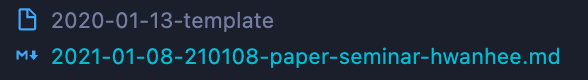 2020-01-13-template
M↓ 2021-01-08-210108-paper-seminar-hwanhee.md